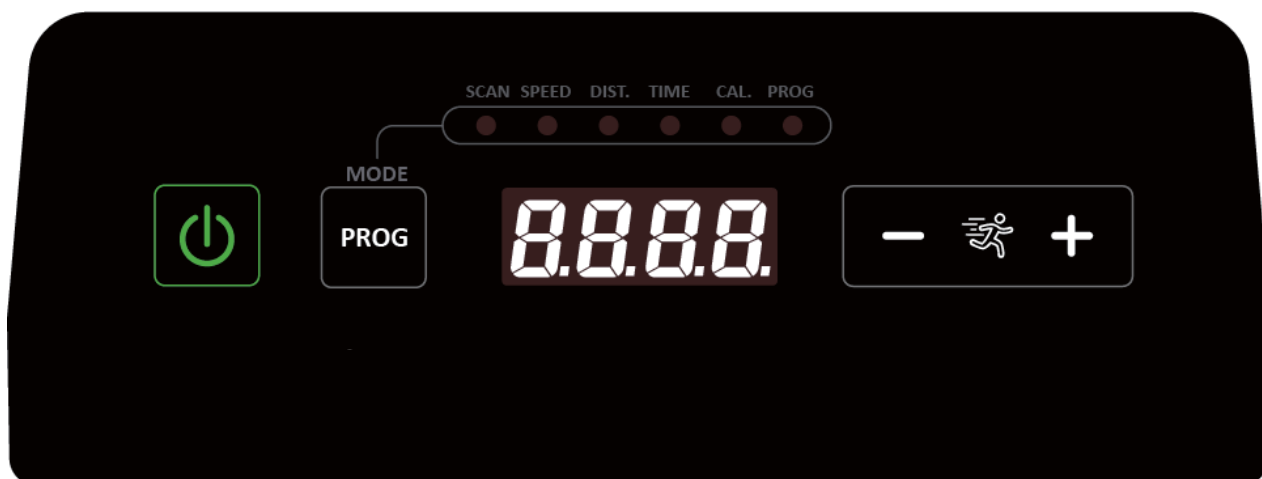 SCAN SPEED DIST. TIME CAL. PROG
MODE
PROG
8.8.8.8.
− +